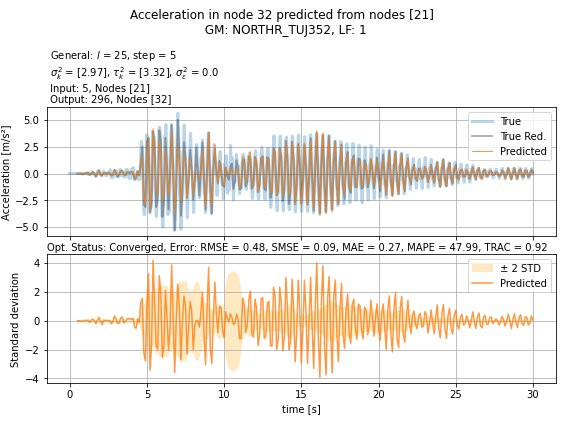 Acceleration in node 32 predicted from nodes [21]
GM: NORTHR_TUJ352, LF: 1
General: l = 25, step = 5
σ²ₖ = [2.97], τ²ₖ = [3.32], σ²ε = 0.0
Input: 5, Nodes [21]
Output: 296, Nodes [32]
Acceleration [m/s²]
5.0
2.5
0.0
−2.5
−5.0
True
True Red.
Predicted
Opt. Status: Converged, Error: RMSE = 0.48, SMSE = 0.09, MAE = 0.27, MAPE = 47.99, TRAC = 0.92
Standard deviation
4
2
0
−2
−4
± 2 STD
Predicted
0 5 10 15 20 25 30
time [s]